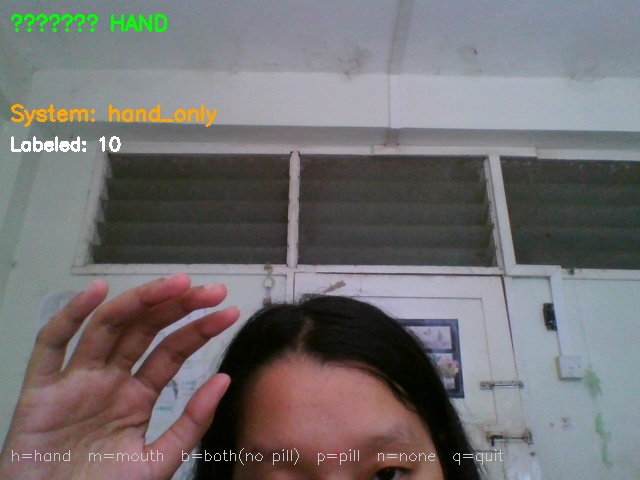 ??????? HAND
System: hand_only
Labeled: 10
h=hand m=mouth b=both(no pill) p=pill n=none q=quit